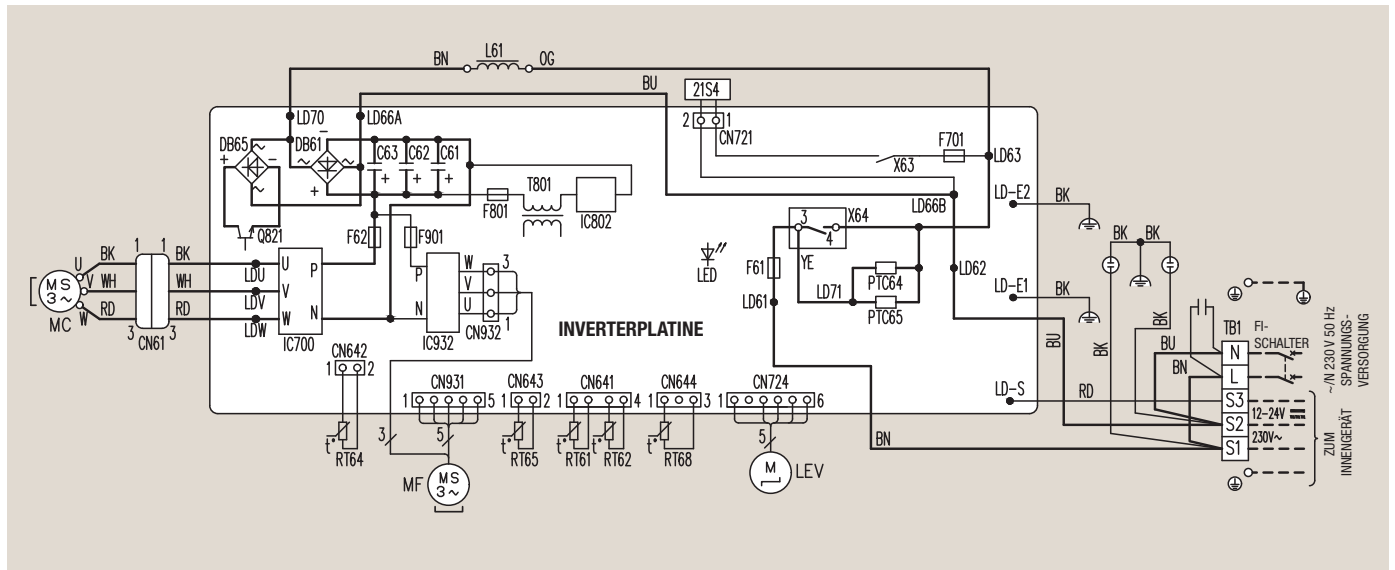 BN L61 OG
BU
21S4
LD70 LD66A
2 1
CN721
DB65 DB61
C63 C62 C61
F701
X63
LD63
T801
F801
IC802
LD66B
LD-E2 BK
Q821
F62 F901
3 X64
4
YE
LED
F61
PTC64
LD71
PTC65
LD62
LD61
LD-E1 BK
BK BK
1 1
U BK BK LDU U P
V WH WH LDV V
W RD RD LDW W N
MS
3~
MC
3 3
CN61
IC700
P W 3
V
N U 1
IC932 CN932
INVERTERPLATINE
BK BK
BU
BU
BN
TB1
FI-
SCHALTER
N
L
S3
S2
S1
12-24V
230V~
~/N 230 V 50 Hz
SPANNUNGS-
VERSORGUNG
ZUM
INNENGERÄT
LD-S RD
BN
CN642
1 2
t° RT64
CN931
1 5
3 5
MF
MS
3~
CN643
1 2
t° RT65
CN641
1 4
t° RT61 t° RT62
CN644
1 3
t° RT68
CN724
1 6
5
M
LEV